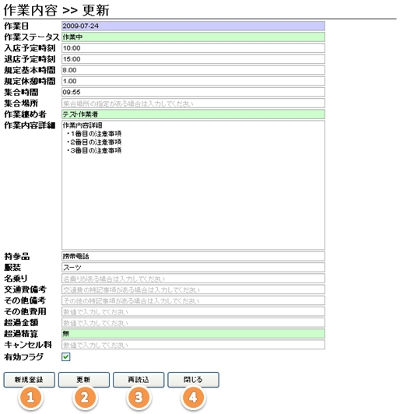 作業内容 >> 更新
作業日 2009-07-24
作業ステータス 作業中
入店予定時刻 10:00
退店予定時刻 15:00
規定基本時間 8.00
規定休憩時間 1.00
集合時間 09:55
集合場所 集合場所の指定がある場合は入力してください
作業纏め者 テスト作業者
作業内容詳細 作業内容詳細
・1番目の注意事項
・2番目の注意事項
・3番目の注意事項
持参品 携帯電話
服装 スーツ
名乗り 名乗りがある場合は入力してください
交通費備考 交通費の特記事項がある場合は入力してください
その他備考 その他の特記事項がある場合は入力してください
その他費用 数値で入力してください
超過金額 数値で入力してください
超過精算 無
キャンセル料 数値で入力してください
有効フラグ
新規登録 更新 再読込 閉じる
1 2 3 4